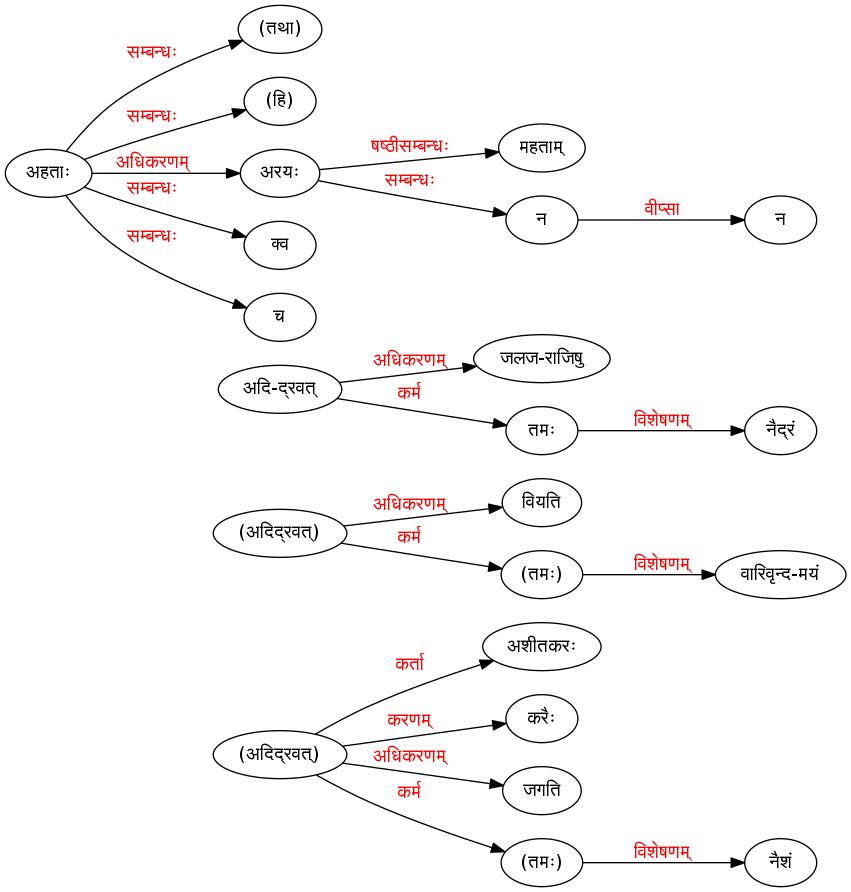 (तथा)
सम्बन्धः
(हि)
सम्बन्धः
महताम्
षष्ठीसम्बन्धः
अहताः
अधिकरणम्
अरयः
सम्बन्धः
सम्बन्धः
न
वीप्सा
न
क्व
सम्बन्धः
च
जलज-राजिषु
अधिकरणम्
अदि-द्रवत्
कर्म
तमः
विशेषणम्
नैद्रं
वियति
अधिकरणम्
(अदिद्रवत्)
कर्म
(तमः)
विशेषणम्
वारिवृन्द-मयं
अशीतकरः
कर्ता
करणम्
करैः
(अदिद्रवत्)
अधिकरणम्
जगति
कर्म
(तमः)
विशेषणम्
नैशं